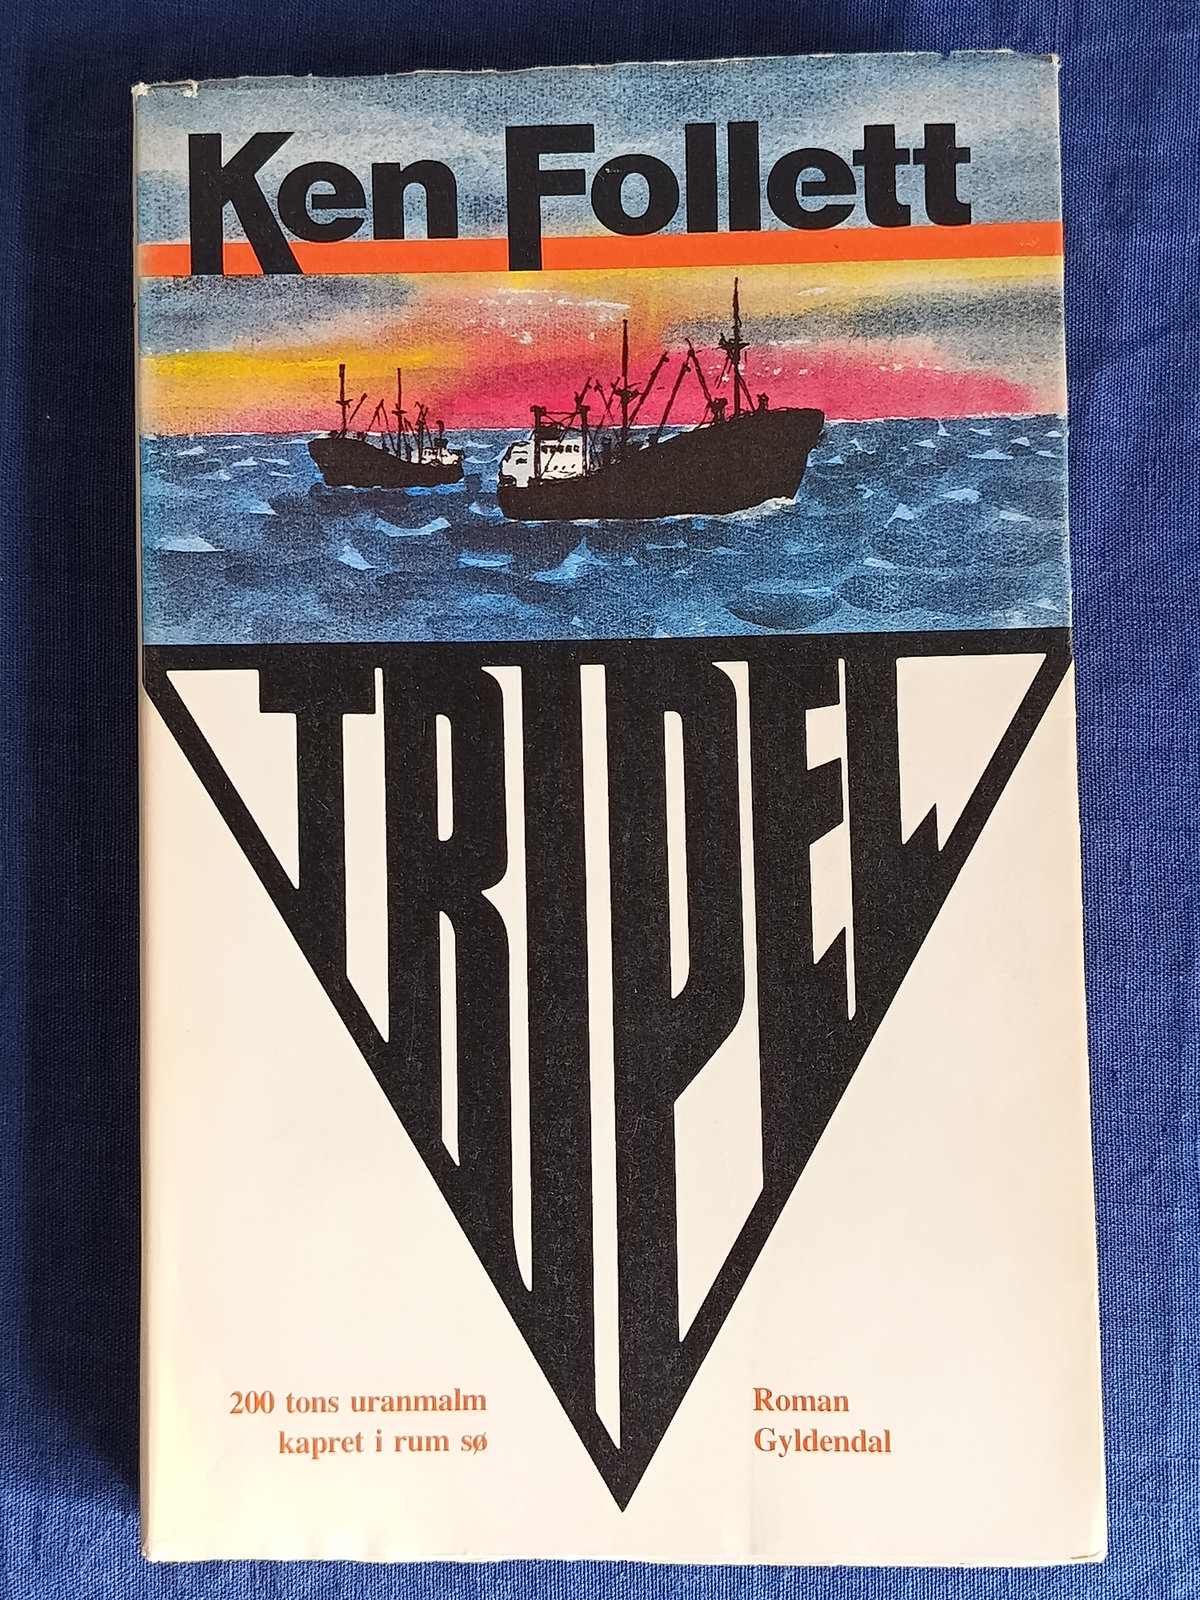 Ken Follett
TRIPEL
200 tons uranmalm
kapret i rum sø
Roman
Gyldendal